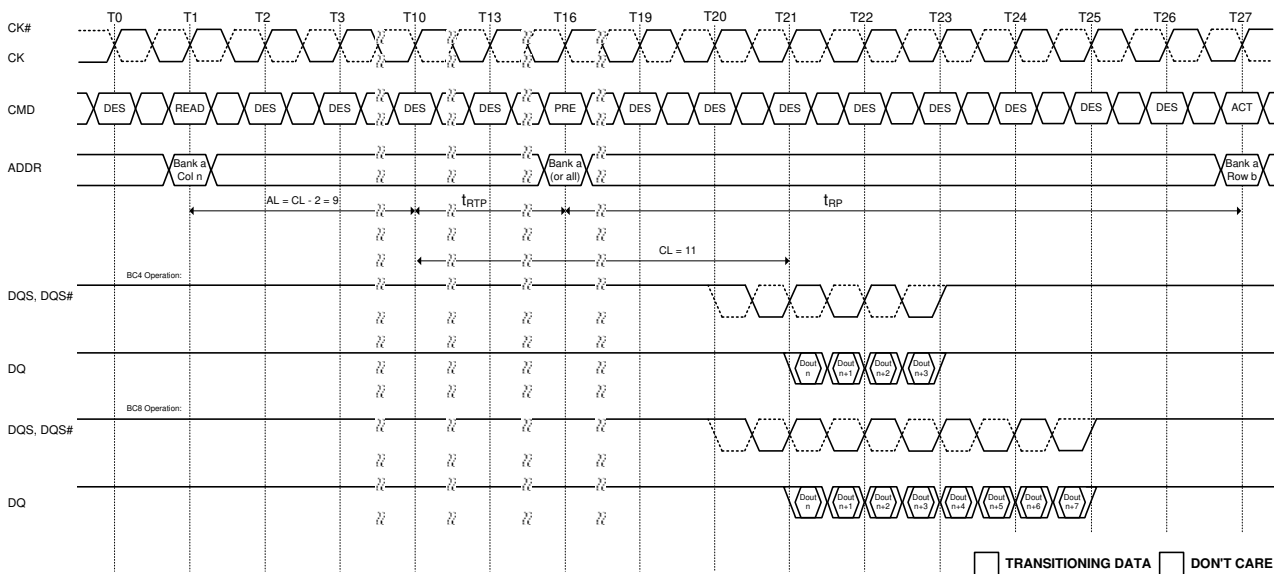 T0 T1 T2 T3 T10 T13 T16 T19 T20 T21 T22 T23 T24 T25 T26 T27
CK#
CK
CMD DES READ DES DES DES DES PRE DES DES DES DES DES DES DES DES ACT
ADDR
Bank a
Col n
Bank a
(or all)
Bank a
Row b
AL = CL - 2 = 9
tRTP
tRP
CL = 11
BC4 Operation:
DQS, DQS#
DQ
Dout
n
Dout
n+1
Dout
n+2
Dout
n+3
BC8 Operation:
DQS, DQS#
DQ
Dout
n
Dout
n+1
Dout
n+2
Dout
n+3
Dout
n+4
Dout
n+5
Dout
n+6
Dout
n+7
TRANSITIONING DATA DON'T CARE